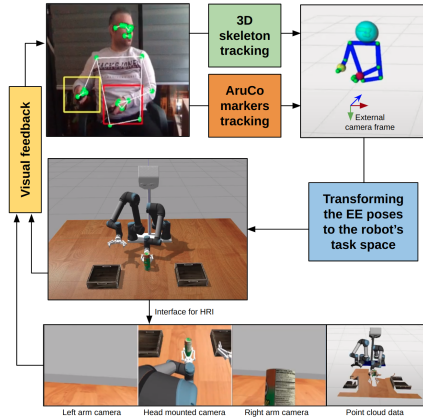 3D
skeleton
tracking
AruCo
markers
tracking
External
camera frame
Visual feedback
Transforming
the EE poses
to the robot's
task space
Interface for HRI
Left arm camera
Head mounted camera
Right arm camera
Point cloud data